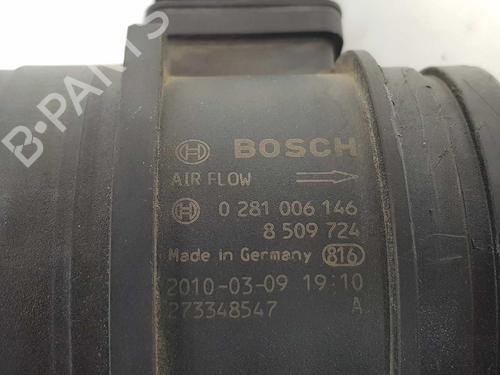 B-PARTS
BOSCH
AIR FLOW
0 281 006 146
8 509 724
Made in Germany 816
2010-03-09 19:10
273348547 A